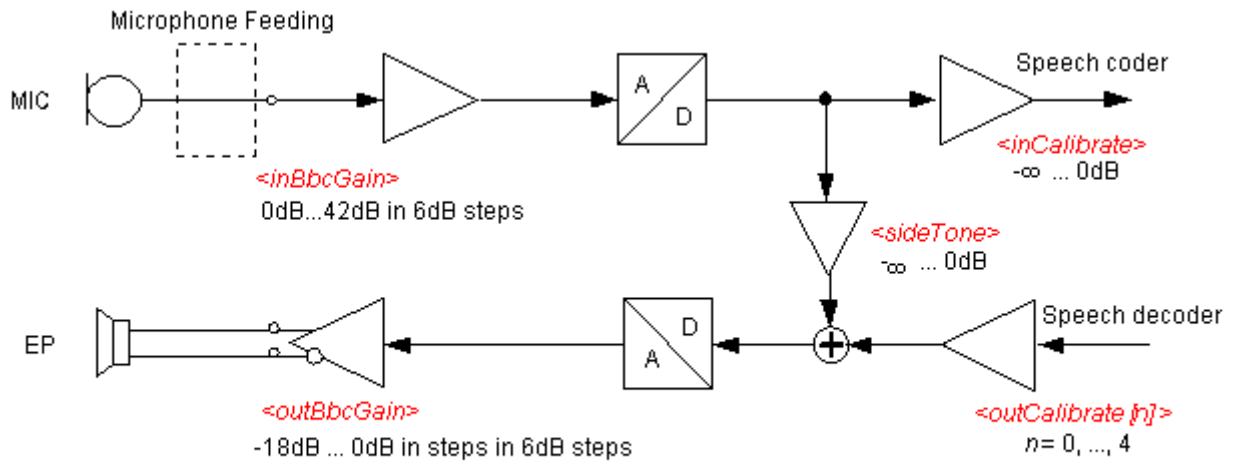 Microphone Feeding
MIC
A
D
Speech coder
<inBbcGain>
0dB...42dB in 6dB steps
<inCalibrate>
-∞ ... 0dB
<sideTone>
-∞ ... 0dB
EP
D
A
Speech decoder
<outBbcGain>
-18dB ... 0dB in steps in 6dB steps
<outCalibrate [n]>
n= 0, ..., 4